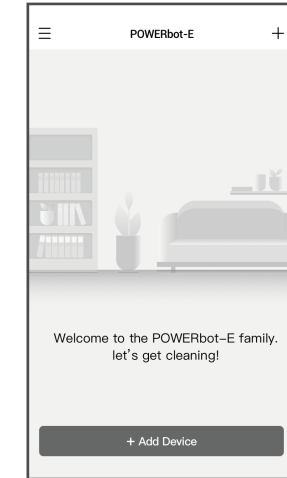 POWERbot-E
+
Welcome to the POWERbot-E family.
let's get cleaning!
+ Add Device